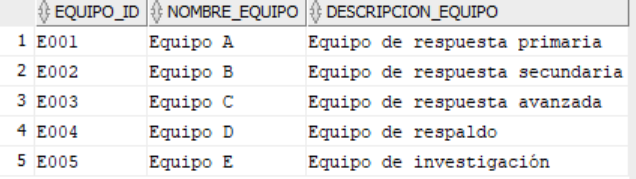 EQUIPO_ID NOMBRE_EQUIPO DESCRIPCION_EQUIPO
1 E001 Equipo A Equipo de respuesta primaria
2 E002 Equipo B Equipo de respuesta secundaria
3 E003 Equipo C Equipo de respuesta avanzada
4 E004 Equipo D Equipo de respaldo
5 E005 Equipo E Equipo de investigación